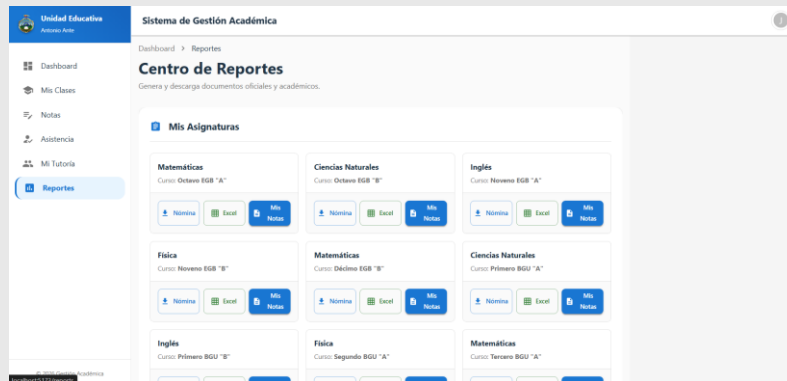 Unidad Educativa
Antonio Ante
Sistema de Gestión Académica
J
Dashboard
Mis Clases
Notas
Asistencia
Mi Tutoría
Reportes
Dashboard > Reportes
Centro de Reportes
Genera y descarga documentos oficiales y académicos.
Mis Asignaturas
Matemáticas
Curso: Octavo EGB "A"
Nómina
Excel
Mis
Notas
Ciencias Naturales
Curso: Octavo EGB "B"
Nómina
Excel
Mis
Notas
Inglés
Curso: Noveno EGB "A"
Nómina
Excel
Mis
Notas
Física
Curso: Noveno EGB "B"
Nómina
Excel
Mis
Notas
Matemáticas
Curso: Décimo EGB "B"
Nómina
Excel
Mis
Notas
Ciencias Naturales
Curso: Primero BGU "A"
Nómina
Excel
Mis
Notas
Inglés
Curso: Primero BGU "B"
Física
Curso: Segundo BGU "A"
Matemáticas
Curso: Tercero BGU "A"
Gestión Académica